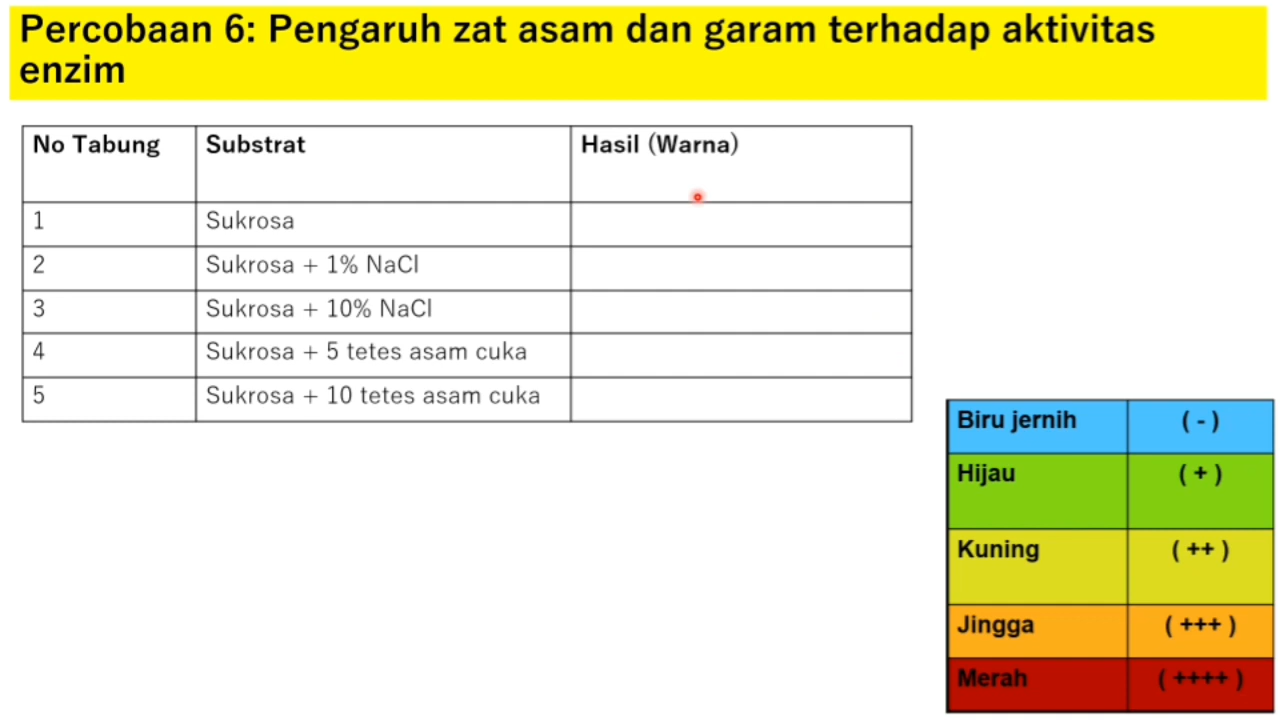 Percobaan 6: Pengaruh zat asam dan garam terhadap aktivitas
enzim
No Tabung Substrat Hasil (Warna)
1 Sukrosa
2 Sukrosa + 1% NaCl
3 Sukrosa + 10% NaCl
4 Sukrosa + 5 tetes asam cuka
5 Sukrosa + 10 tetes asam cuka
Biru jernih ( - )
Hijau ( + )
Kuning ( ++ )
Jingga ( +++ )
Merah ( ++++ )